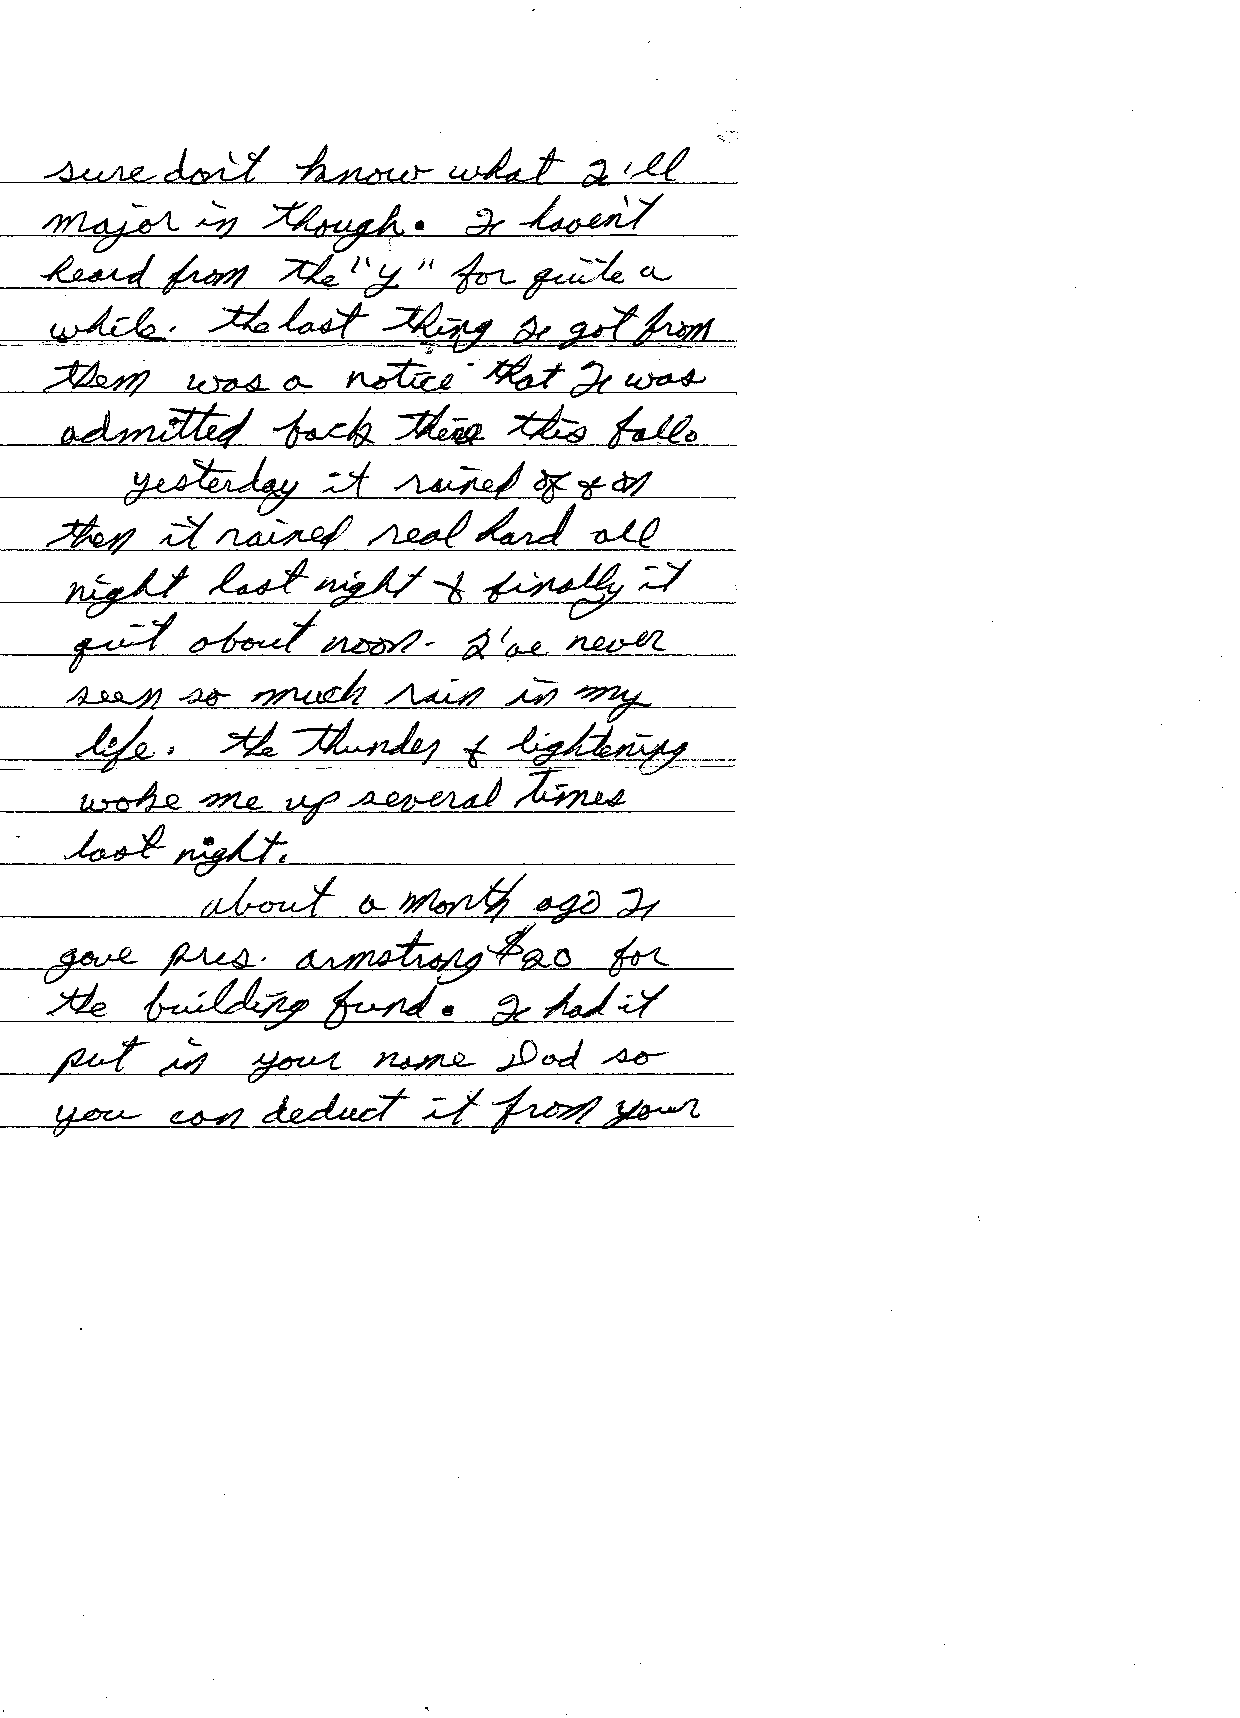 sure don't know what I'll
major in though. I haven't
heard from the "y" for quite a
while. the last thing I got from
them was a notice that I was
admitted back there this fall.
yesterday it rained off & on
then it rained real hard all
night last night & finally it
quit about noon. I've never
seen so much rain in my
life. the thunder & lightening
woke me up several times
last night.
about a month ago I
gave pres. armstrong $20 for
the building fund. I had it
put in your name Dad so
you can deduct it from your